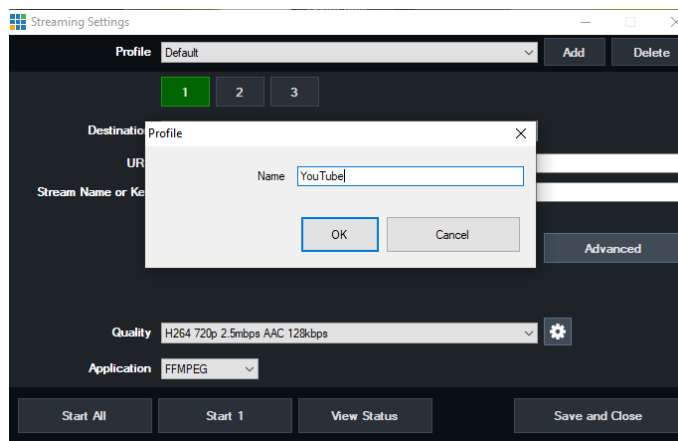 Streaming Settings
Profile Default Add Delete
1 2 3
Destinatio
Profile
UR
Name YouTube
Stream Name or Ke
OK Cancel
Advanced
Quality H264 720p 2.5mbps AAC 128kbps
Application FFMPEG
Start All Start 1 View Status Save and Close